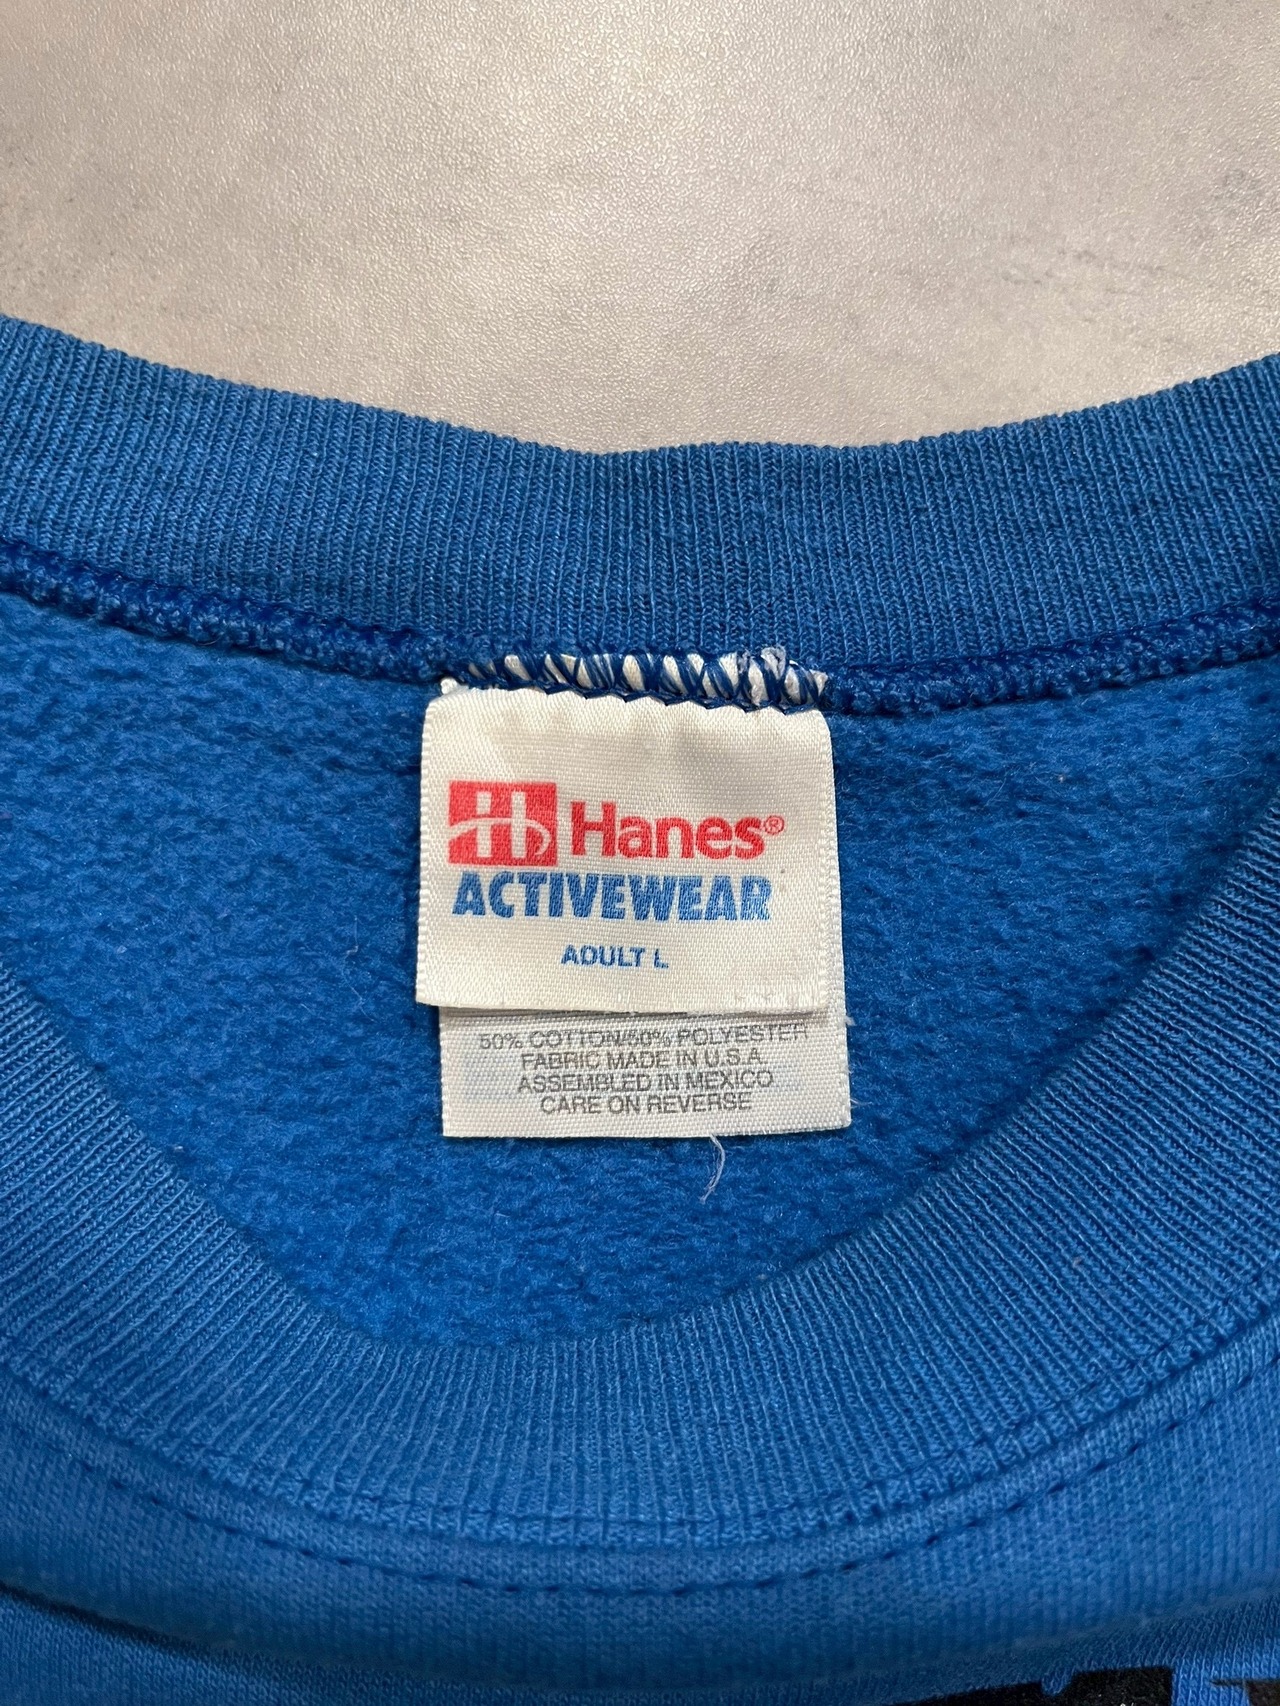 Hanes®
ACTIVEWEAR
ADULT L
50% COTTON/50% POLYESTER
FABRIC MADE IN U.S.A
ASSEMBLED IN MEXICO
CARE ON REVERSE